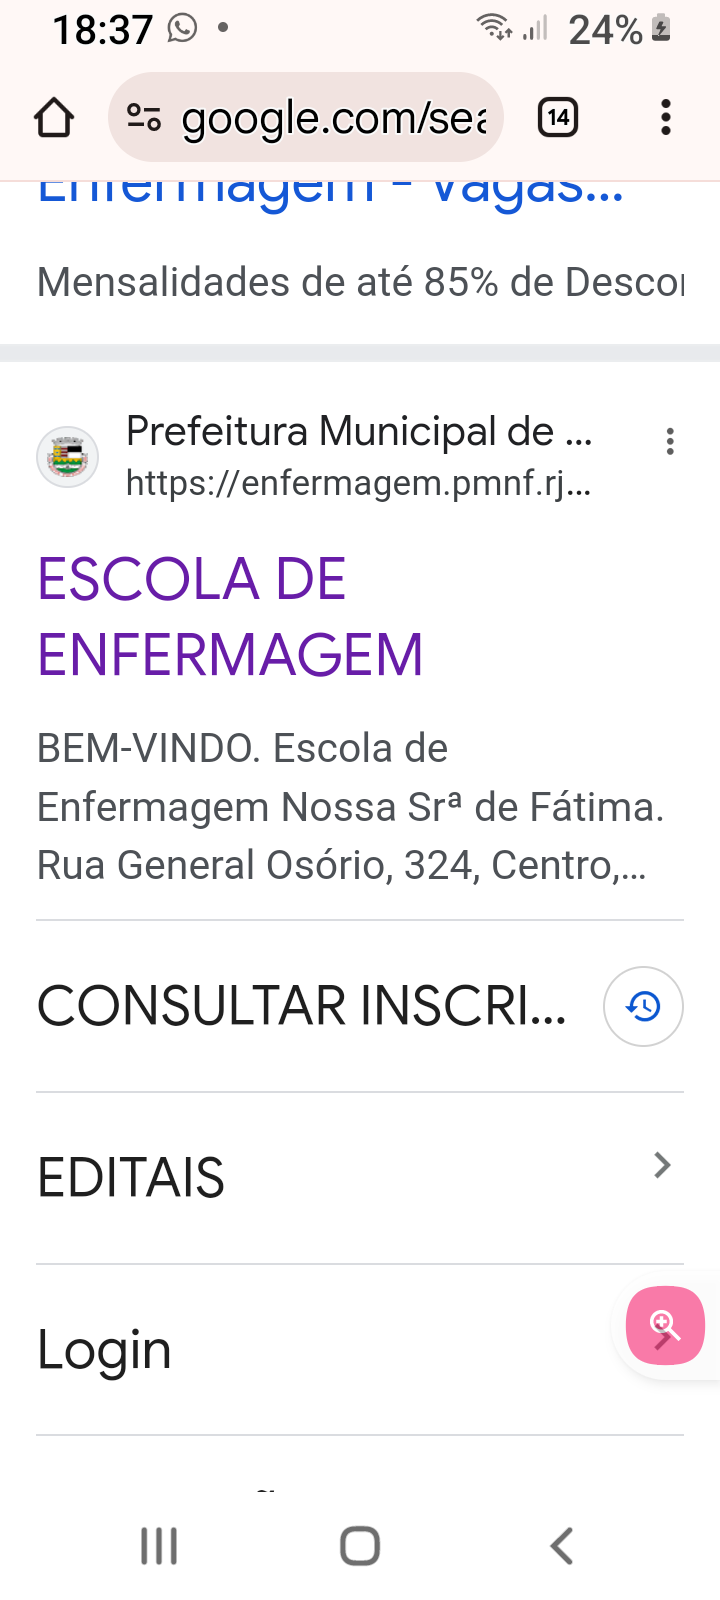 18:37
24%
google.com/sea
14
Enfermagem - Vagas...
Mensalidades de até 85% de Descon
Prefeitura Municipal de ...
https://enfermagem.pmnf.rj...
ESCOLA DE
ENFERMAGEM
BEM-VINDO. Escola de
Enfermagem Nossa Srª de Fátima.
Rua General Osório, 324, Centro,...
CONSULTAR INSCRI...
EDITAIS
Login